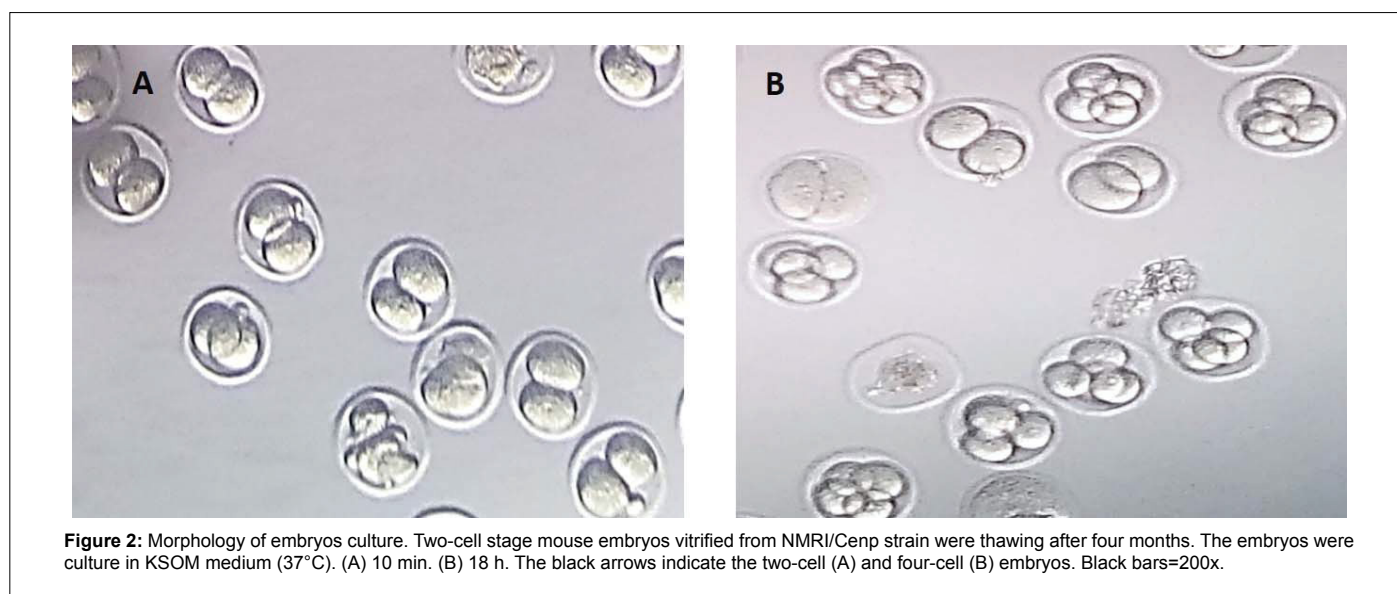 A
B
Figure 2: Morphology of embryos culture. Two-cell stage mouse embryos vitrified from NMRI/Cenp strain were thawing after four months. The embryos were
culture in KSOM medium (37°C). (A) 10 min. (B) 18 h. The black arrows indicate the two-cell (A) and four-cell (B) embryos. Black bars=200x.